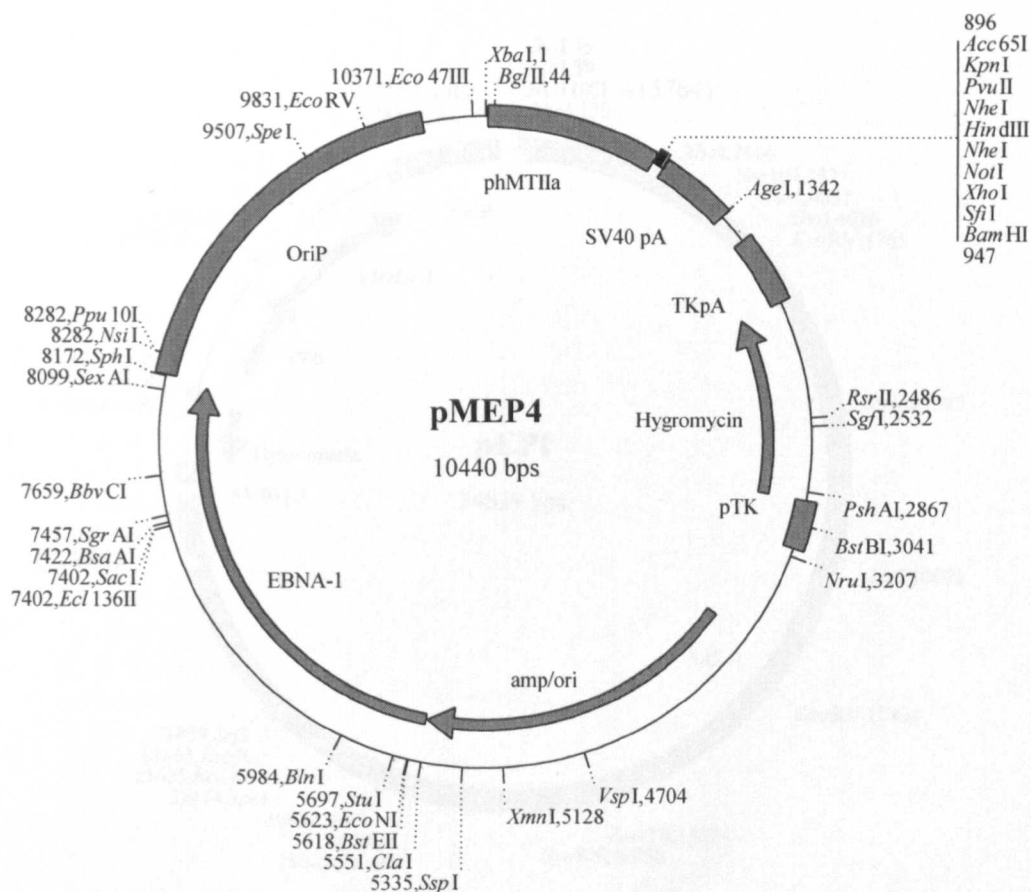 896
Acc65I
KpnI
PvuII
NheI
HindIII
NheI
NotI
XhoI
SfiI
BamHI
947
XbaI,1
BglII,44
10371,Eco47III
9831,EcoRV
9507,SpeI
phMTIIa
AgeI,1342
SV40 pA
OriP
TKpA
8282,Ppu10I
8282,NsiI
8172,SphI
8099,SexAI
pMEP4
10440 bps
Hygromycin
RsrII,2486
SgfI,2532
7659,BbvCI
pTK
PshAI,2867
BstBI,3041
NruI,3207
7457,SgrAI
7422,BsaAI
7402,SacI
7402,Ecl136II
EBNA-1
amp/ori
5984,BlnI
5697,StuI
5623,EcoNI
5618,BstEII
5551,ClaI
5335,SspI
XmnI,5128
VspI,4704